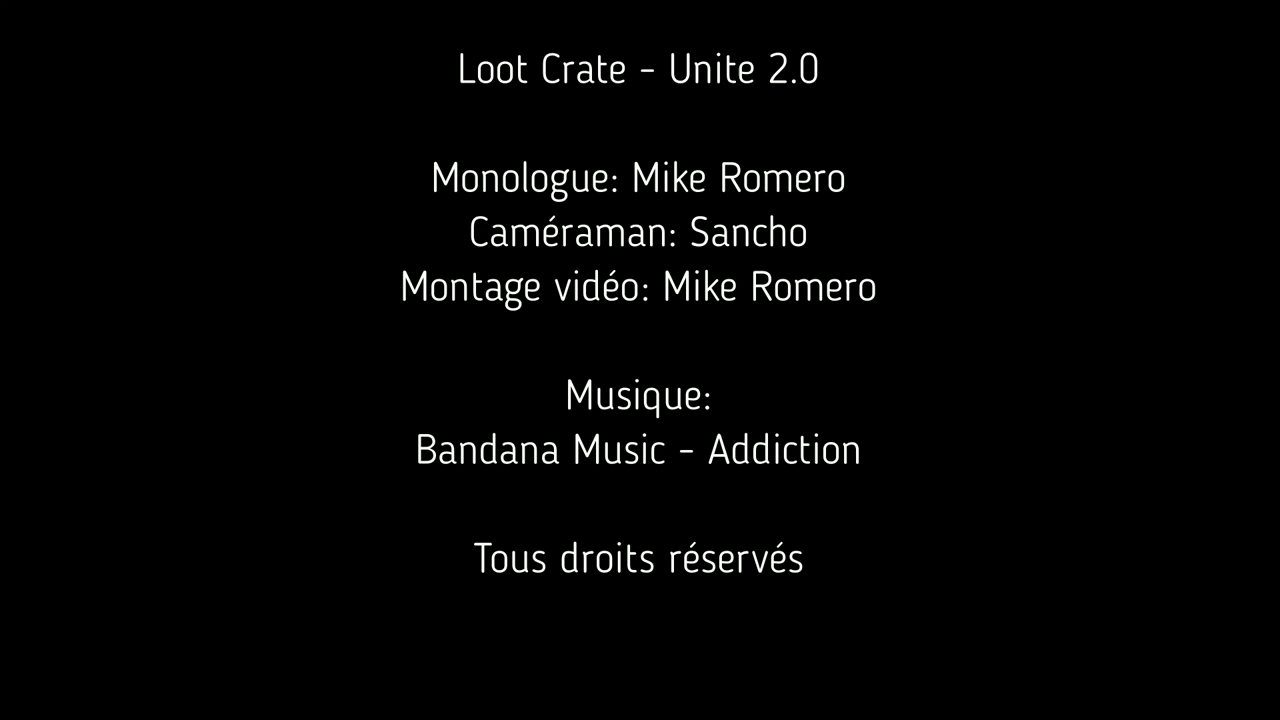 Loot Crate - Unite 2.0
Monologue: Mike Romero
Caméraman: Sancho
Montage vidéo: Mike Romero
Musique:
Bandana Music - Addiction
Tous droits réservés